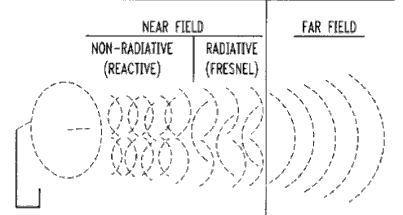 NEAR FIELD
FAR FIELD
NON-RADIATIVE
(REACTIVE)
RADIATIVE
(FRESNEL)